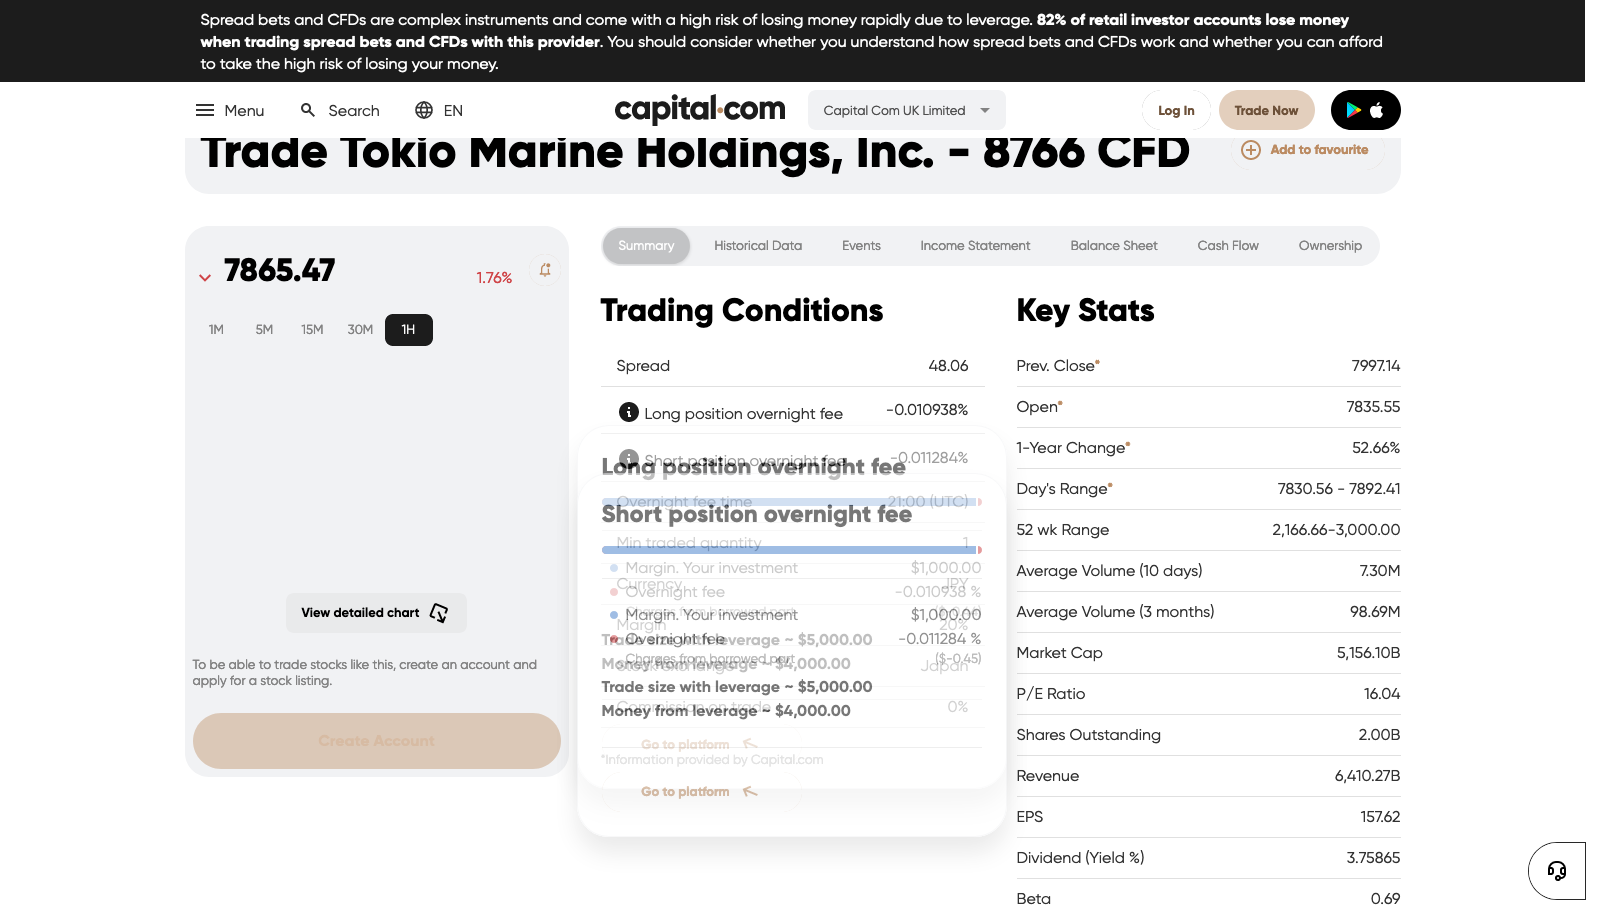 Spread bets and CFDs are complex instruments and come with a high risk of losing money rapidly due to leverage. 82% of retail investor accounts lose money
when trading spread bets and CFDs with this provider. You should consider whether you understand how spread bets and CFDs work and whether you can afford
to take the high risk of losing your money.
Menu
Search
EN
capital.com
Capital Com UK Limited
Log In
Trade Now
Trade Tokio Marine Holdings, Inc. - 8766 CFD
Add to favourite
7865.47
1.76%
1M 5M 15M 30M 1H
View detailed chart
To be able to trade stocks like this, create an account and
apply for a stock listing.
Create Account
Summary Historical Data Events Income Statement Balance Sheet Cash Flow Ownership
Trading Conditions
Spread 48.06
Long position overnight fee -0.010938%
Short position overnight fee -0.011284%
Overnight fee time 21:00 (UTC)
Min traded quantity 1
Currency JPY
Margin 20%
Stock exchange Japan
Commission on trade 0%
*Information provided by Capital.com
Long position overnight fee
Margin. Your investment $1,000.00
Overnight fee -0.010938 %
Charges from borrowed part
Trade size with leverage ~ $5,000.00
Money from leverage ~ $4,000.00
Go to platform
Short position overnight fee
Margin. Your investment $1,000.00
Overnight fee -0.011284 %
Charges from borrowed part ($-0.45)
Trade size with leverage ~ $5,000.00
Money from leverage ~ $4,000.00
Go to platform
Key Stats
Prev. Close* 7997.14
Open* 7835.55
1-Year Change* 52.66%
Day's Range* 7830.56 - 7892.41
52 wk Range 2,166.66-3,000.00
Average Volume (10 days) 7.30M
Average Volume (3 months) 98.69M
Market Cap 5,156.10B
P/E Ratio 16.04
Shares Outstanding 2.00B
Revenue 6,410.27B
EPS 157.62
Dividend (Yield %) 3.75865
Beta 0.69